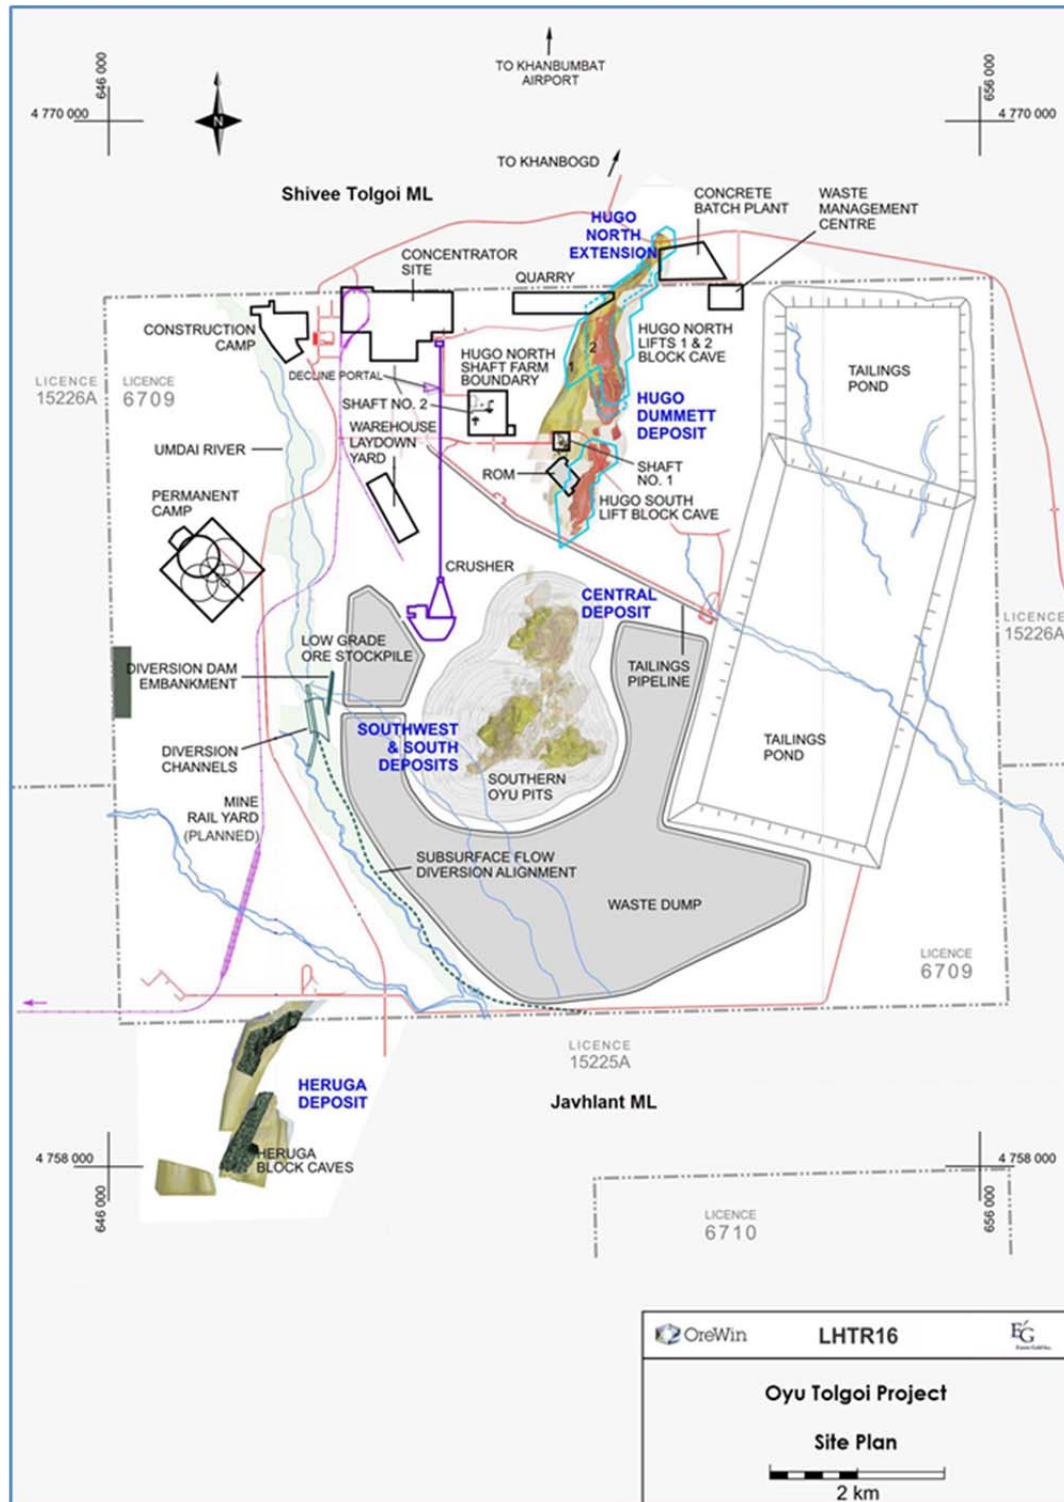 TO KHANBUMBAT
AIRPORT
646 000
656 000
4 770 000
4 770 000
N
TO KHANBOGD
Shivee Tolgoi ML
CONCRETE
BATCH PLANT
WASTE
MANAGEMENT
CENTRE
HUGO
NORTH
EXTENSION
CONCENTRATOR
SITE
QUARRY
CONSTRUCTION
CAMP
HUGO NORTH
LIFTS 1 & 2
BLOCK CAVE
2
1
HUGO NORTH
SHAFT FARM
BOUNDARY
TAILINGS
POND
LICENCE
15226A
LICENCE
6709
DECLINE PORTAL
SHAFT NO. 2
HUGO
DUMMETT
DEPOSIT
WAREHOUSE
LAYDOWN
YARD
UMDAI RIVER
ROM
SHAFT
NO. 1
PERMANENT
CAMP
HUGO SOUTH
LIFT BLOCK CAVE
CRUSHER
CENTRAL
DEPOSIT
LICENCE
15226A
LOW GRADE
ORE STOCKPILE
DIVERSION DAM
EMBANKMENT
TAILINGS
PIPELINE
SOUTHWEST
& SOUTH
DEPOSITS
TAILINGS
POND
DIVERSION
CHANNELS
SOUTHERN
OYU PITS
MINE
RAIL YARD
(PLANNED)
SUBSURFACE FLOW
DIVERSION ALIGNMENT
WASTE DUMP
LICENCE
6709
LICENCE
15225A
HERUGA
DEPOSIT
Javhlant ML
HERUGA
BLOCK CAVES
4 758 000
4 758 000
646 000
656 000
LICENCE
6710
OreWin
LHTR16
EG
Oyu Tolgoi Project
Site Plan
2 km